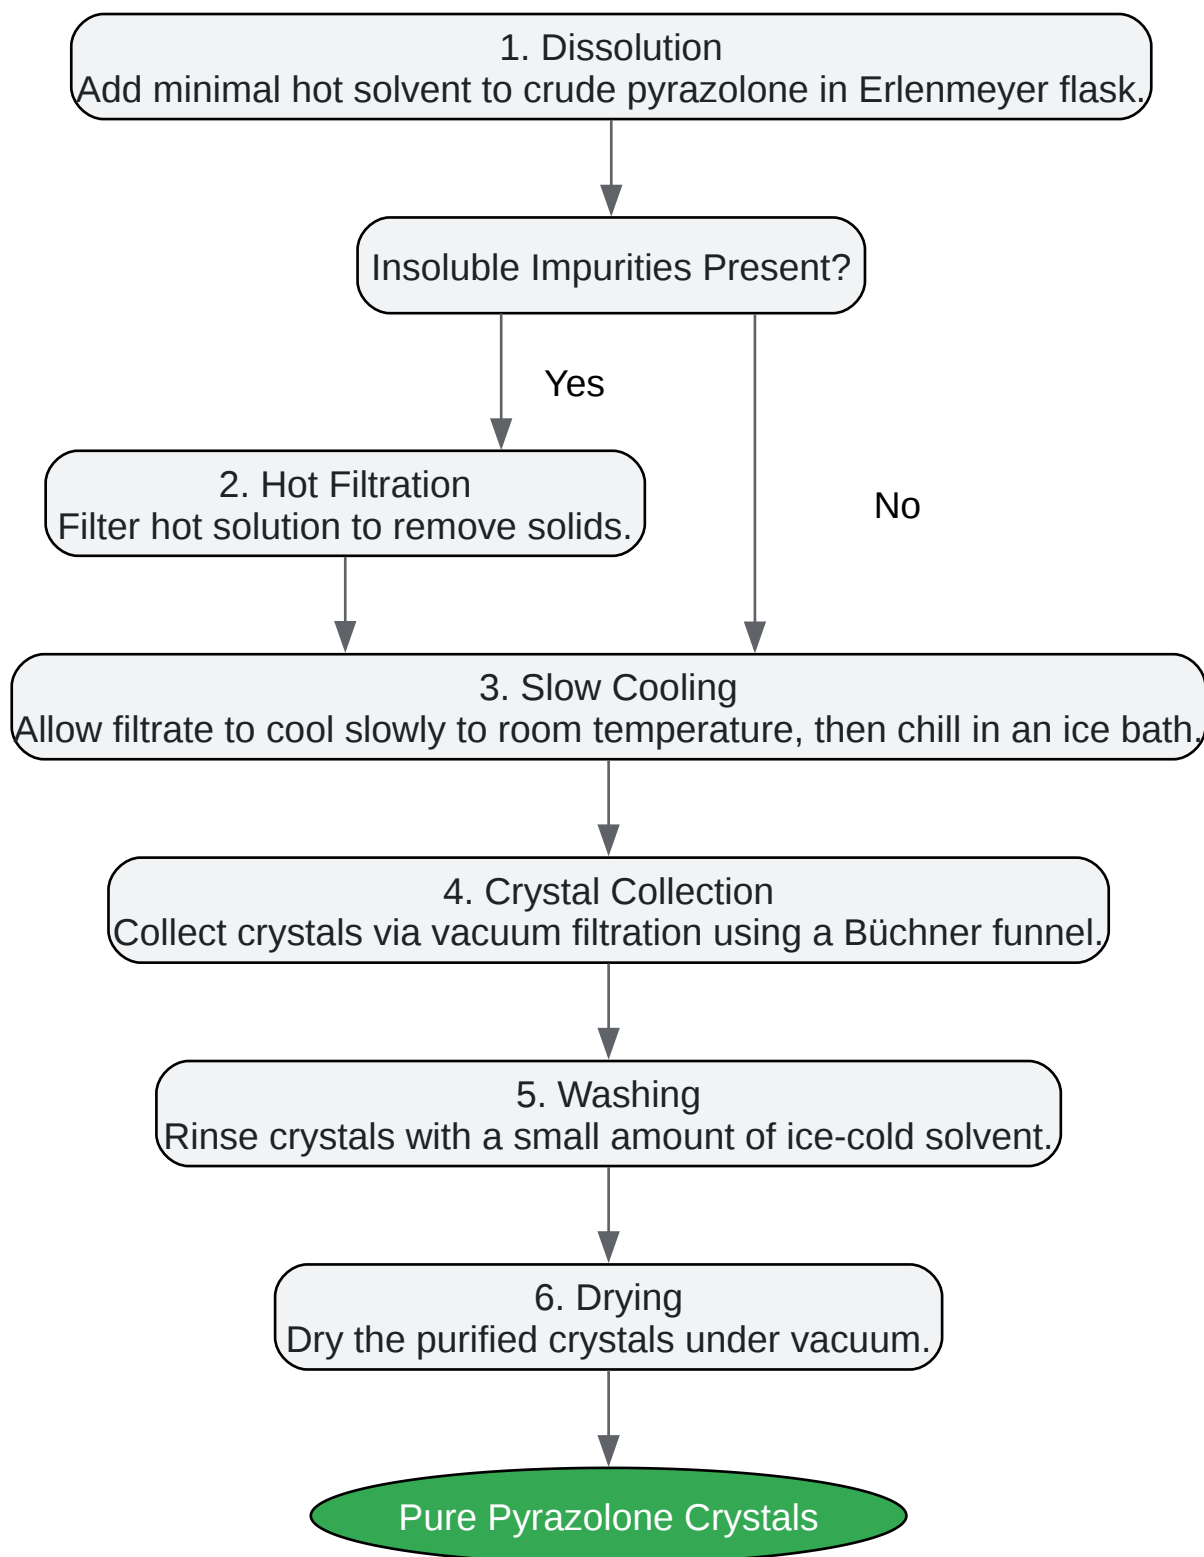 1. Dissolution
Add minimal hot solvent to crude pyrazolone in Erlenmeyer flask.
Insoluble Impurities Present?
Yes
2. Hot Filtration
Filter hot solution to remove solids.
No
3. Slow Cooling
Allow filtrate to cool slowly to room temperature, then chill in an ice bath.
4. Crystal Collection
Collect crystals via vacuum filtration using a Büchner funnel.
5. Washing
Rinse crystals with a small amount of ice-cold solvent.
6. Drying
Dry the purified crystals under vacuum.
Pure Pyrazolone Crystals